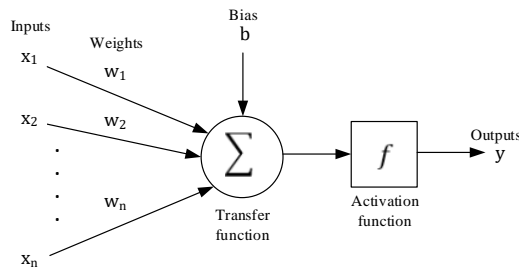 Inputs
Weights
Bias
b
x₁
w₁
x₂
w₂
∑
f
Outputs
y
wₙ
Transfer
function
Activation
function
xₙ